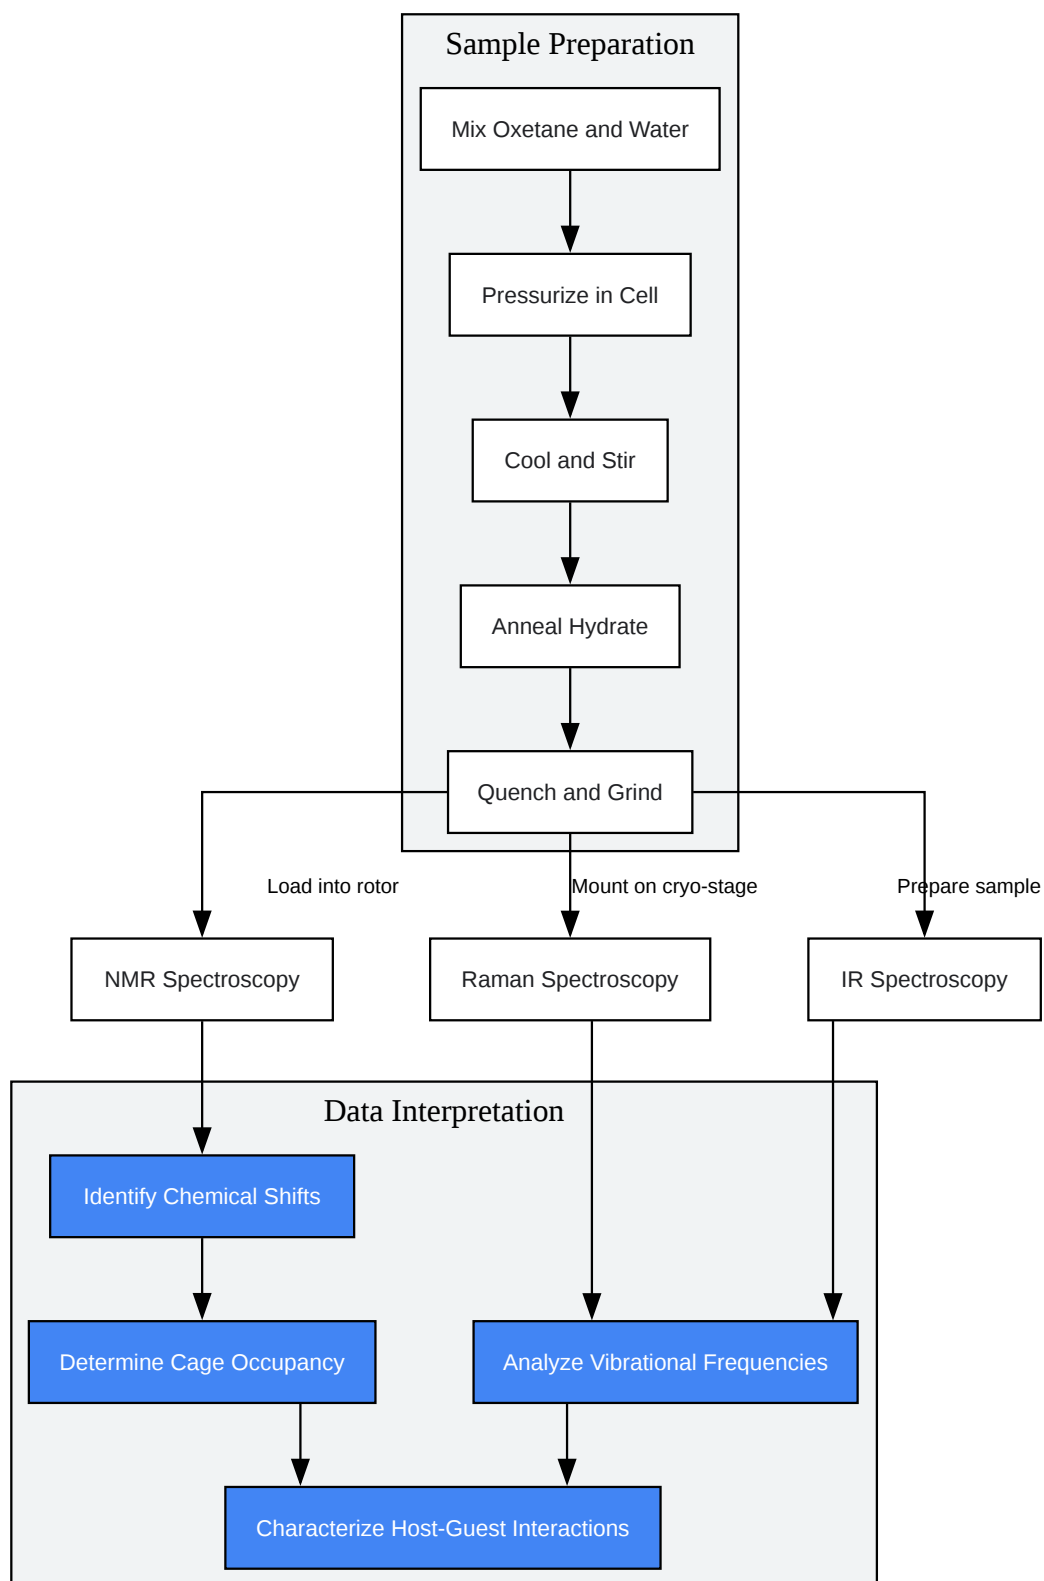 Sample Preparation
Mix Oxetane and Water
Pressurize in Cell
Cool and Stir
Anneal Hydrate
Quench and Grind
Load into rotor
Mount on cryo-stage
Prepare sample
NMR Spectroscopy
Raman Spectroscopy
IR Spectroscopy
Data Interpretation
Identify Chemical Shifts
Determine Cage Occupancy
Analyze Vibrational Frequencies
Characterize Host-Guest Interactions